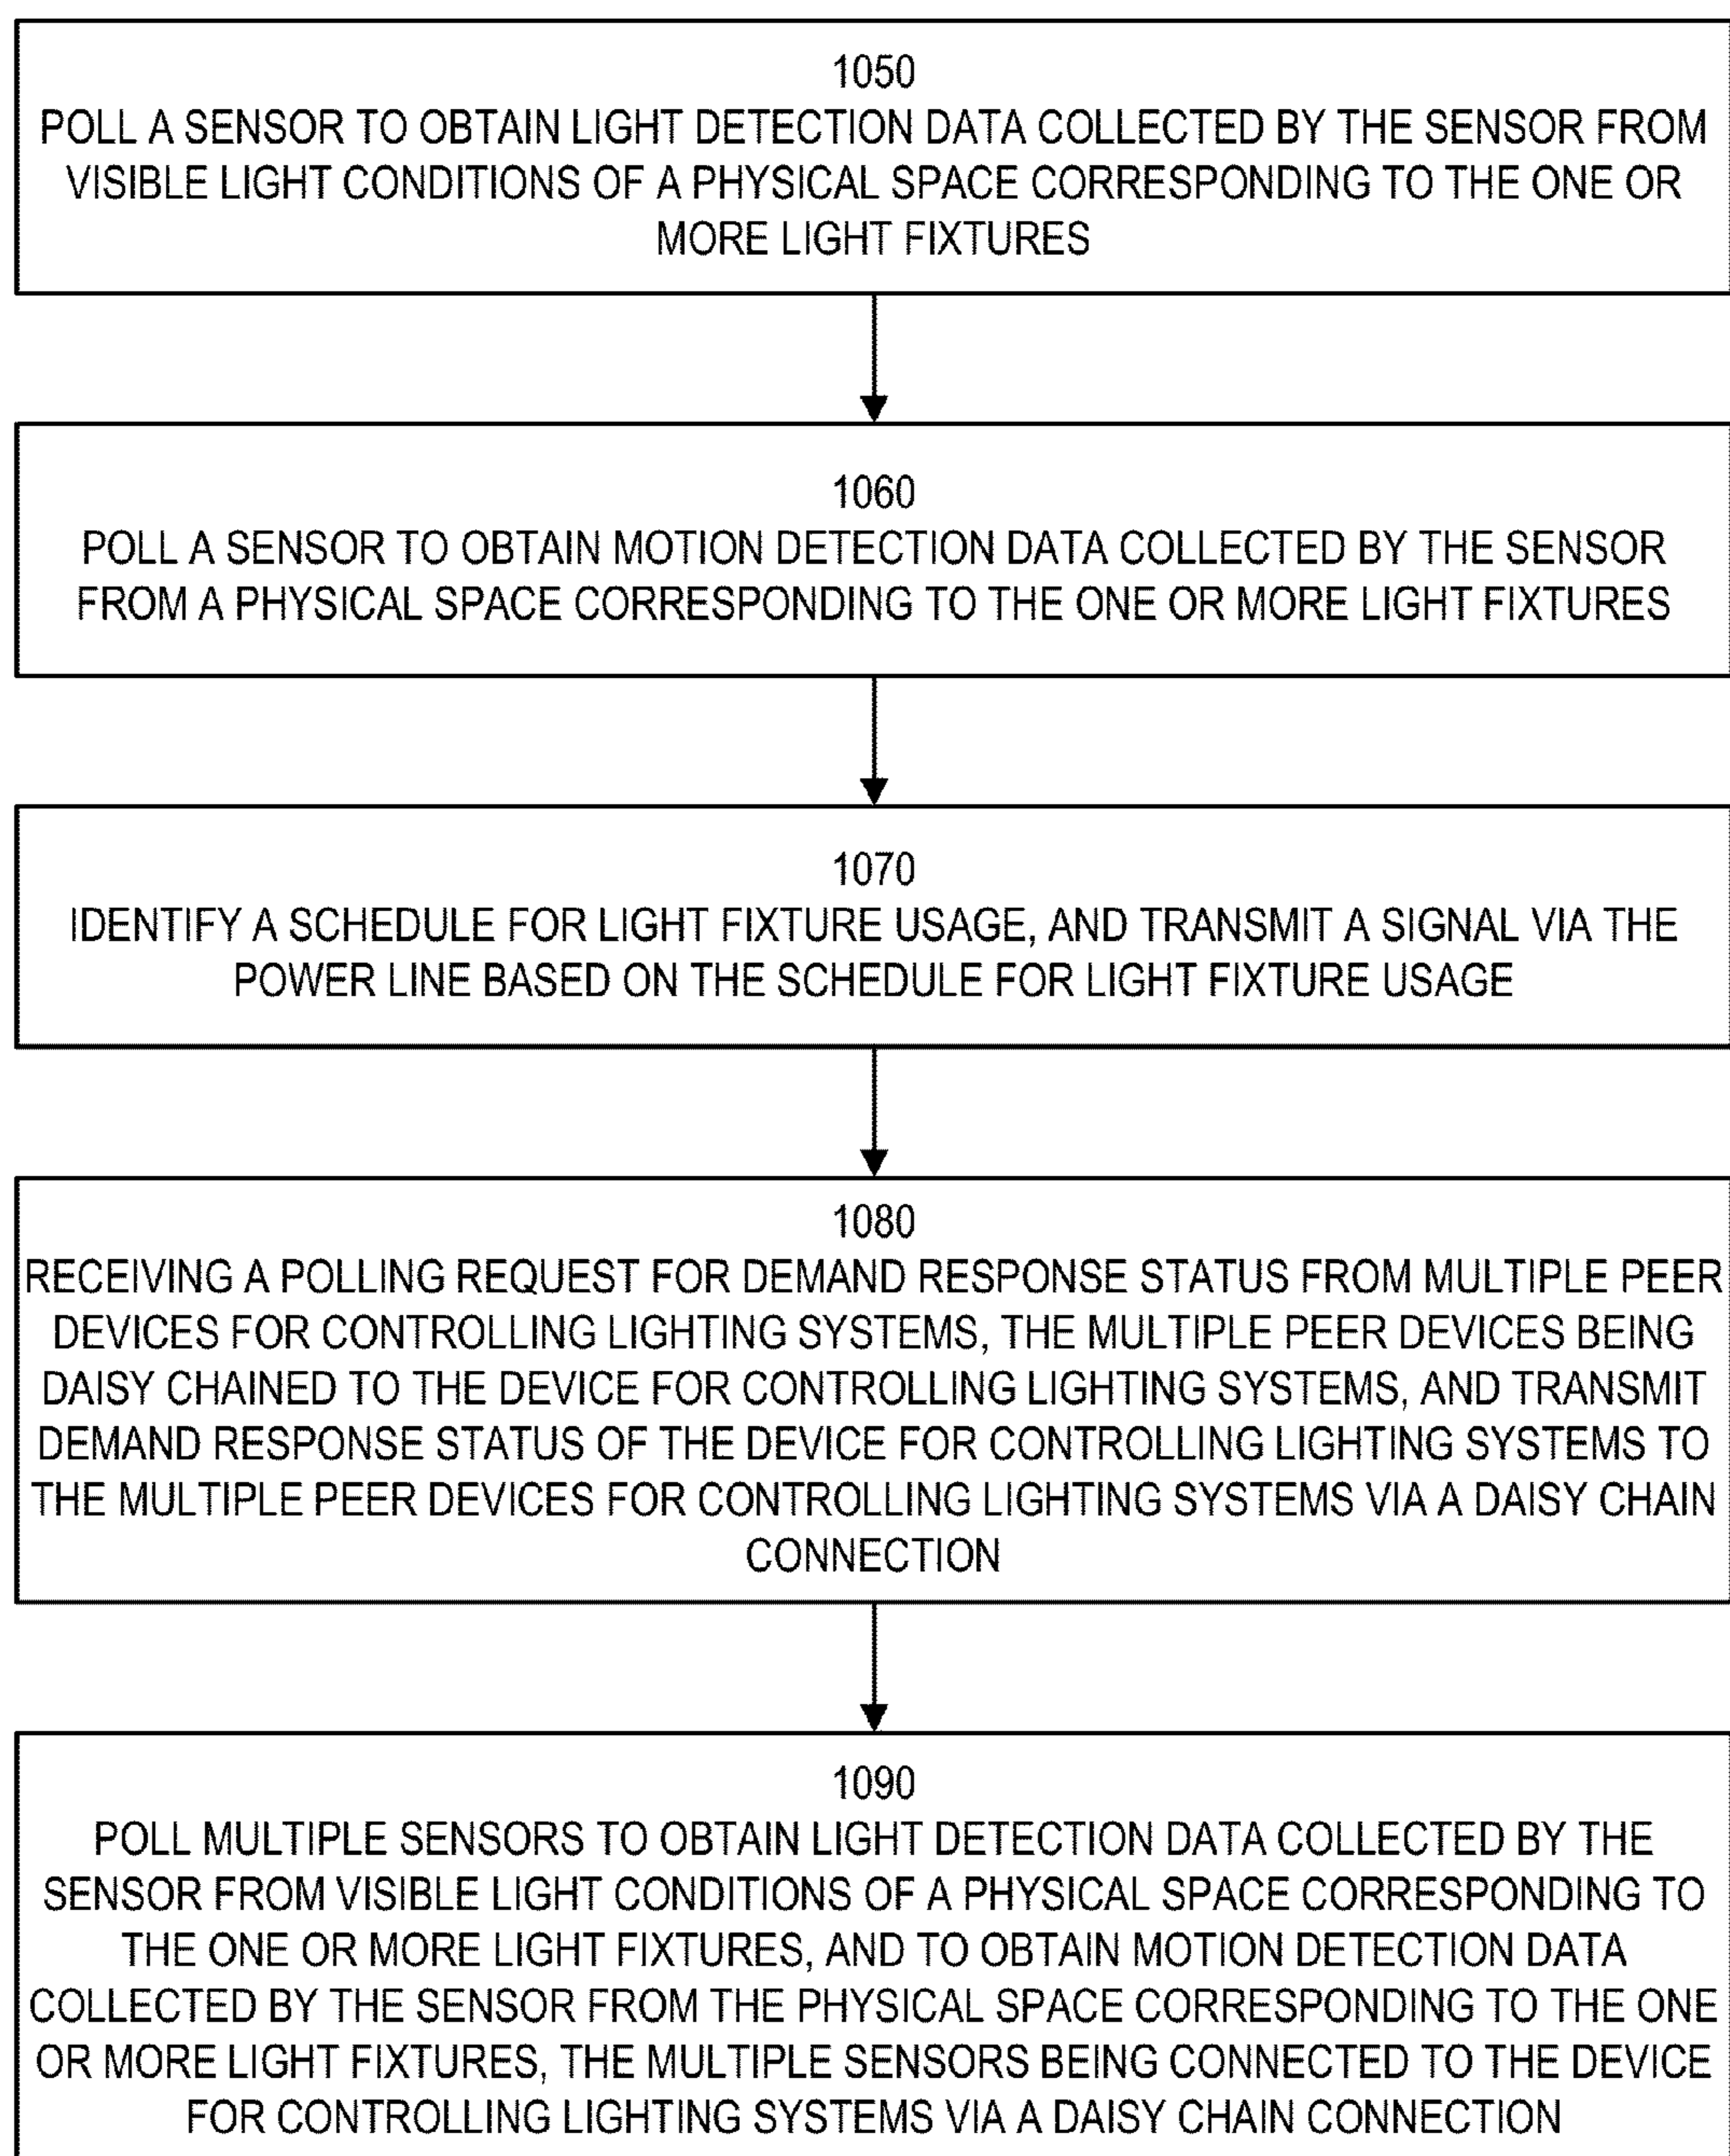 1050
POLL A SENSOR TO OBTAIN LIGHT DETECTION DATA COLLECTED BY THE SENSOR FROM
VISIBLE LIGHT CONDITIONS OF A PHYSICAL SPACE CORRESPONDING TO THE ONE OR
MORE LIGHT FIXTURES
1060
POLL A SENSOR TO OBTAIN MOTION DETECTION DATA COLLECTED BY THE SENSOR
FROM A PHYSICAL SPACE CORRESPONDING TO THE ONE OR MORE LIGHT FIXTURES
1070
IDENTIFY A SCHEDULE FOR LIGHT FIXTURE USAGE, AND TRANSMIT A SIGNAL VIA THE
POWER LINE BASED ON THE SCHEDULE FOR LIGHT FIXTURE USAGE
1080
RECEIVING A POLLING REQUEST FOR DEMAND RESPONSE STATUS FROM MULTIPLE PEER
DEVICES FOR CONTROLLING LIGHTING SYSTEMS, THE MULTIPLE PEER DEVICES BEING
DAISY CHAINED TO THE DEVICE FOR CONTROLLING LIGHTING SYSTEMS, AND TRANSMIT
DEMAND RESPONSE STATUS OF THE DEVICE FOR CONTROLLING LIGHTING SYSTEMS TO
THE MULTIPLE PEER DEVICES FOR CONTROLLING LIGHTING SYSTEMS VIA A DAISY CHAIN
CONNECTION
1090
POLL MULTIPLE SENSORS TO OBTAIN LIGHT DETECTION DATA COLLECTED BY THE
SENSOR FROM VISIBLE LIGHT CONDITIONS OF A PHYSICAL SPACE CORRESPONDING TO
THE ONE OR MORE LIGHT FIXTURES, AND TO OBTAIN MOTION DETECTION DATA
COLLECTED BY THE SENSOR FROM THE PHYSICAL SPACE CORRESPONDING TO THE ONE
OR MORE LIGHT FIXTURES, THE MULTIPLE SENSORS BEING CONNECTED TO THE DEVICE
FOR CONTROLLING LIGHTING SYSTEMS VIA A DAISY CHAIN CONNECTION